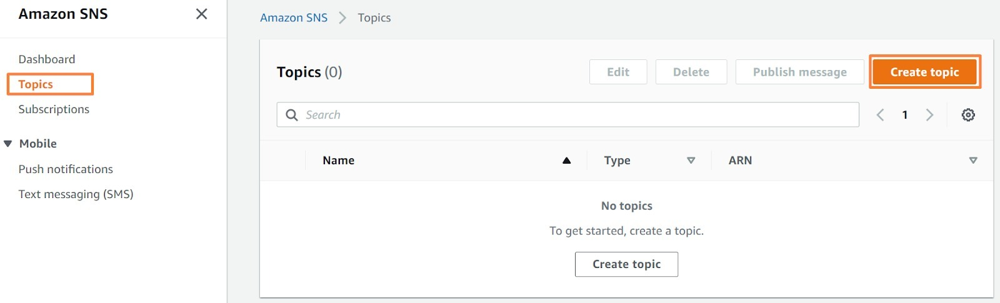 Amazon SNS
Dashboard
Topics
Subscriptions
Mobile
Push notifications
Text messaging (SMS)
Amazon SNS > Topics
Topics (0)
Edit
Delete
Publish message
Create topic
Search
1
Name
Type
ARN
No topics
To get started, create a topic.
Create topic